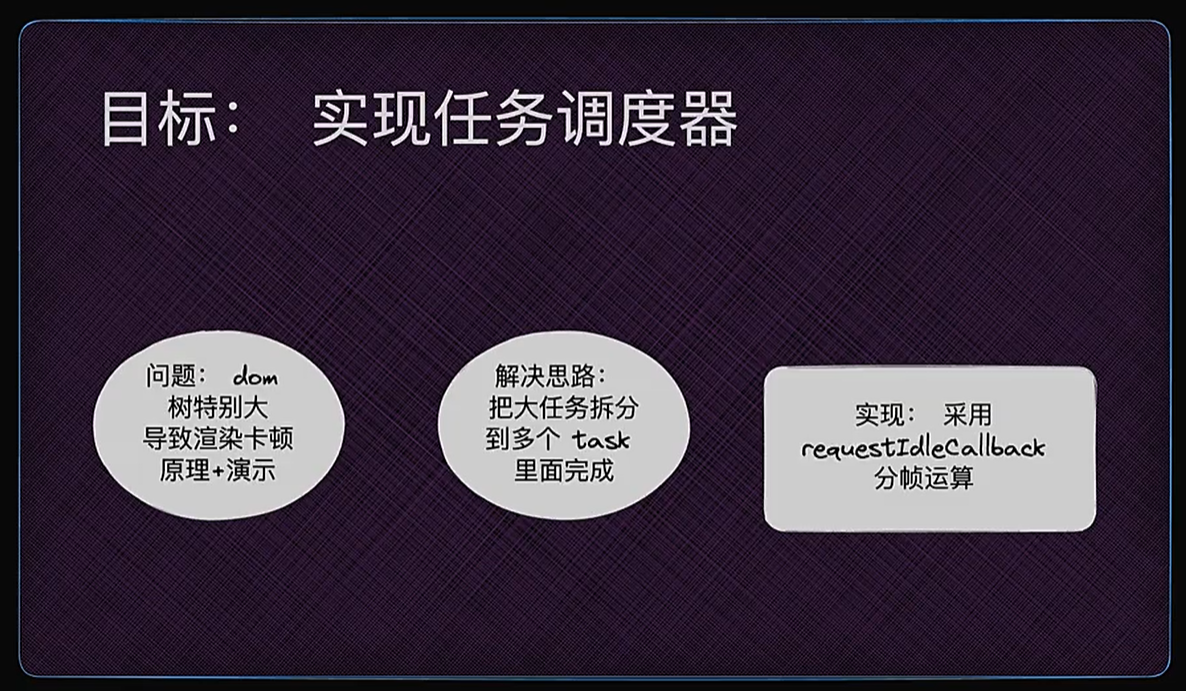 目标： 实现任务调度器
问题： dom
树特别大
导致渲染卡顿
原理+演示
解决思路：
把大任务拆分
到多个 task
里面完成
实现： 采用
requestIdleCallback
分帧运算